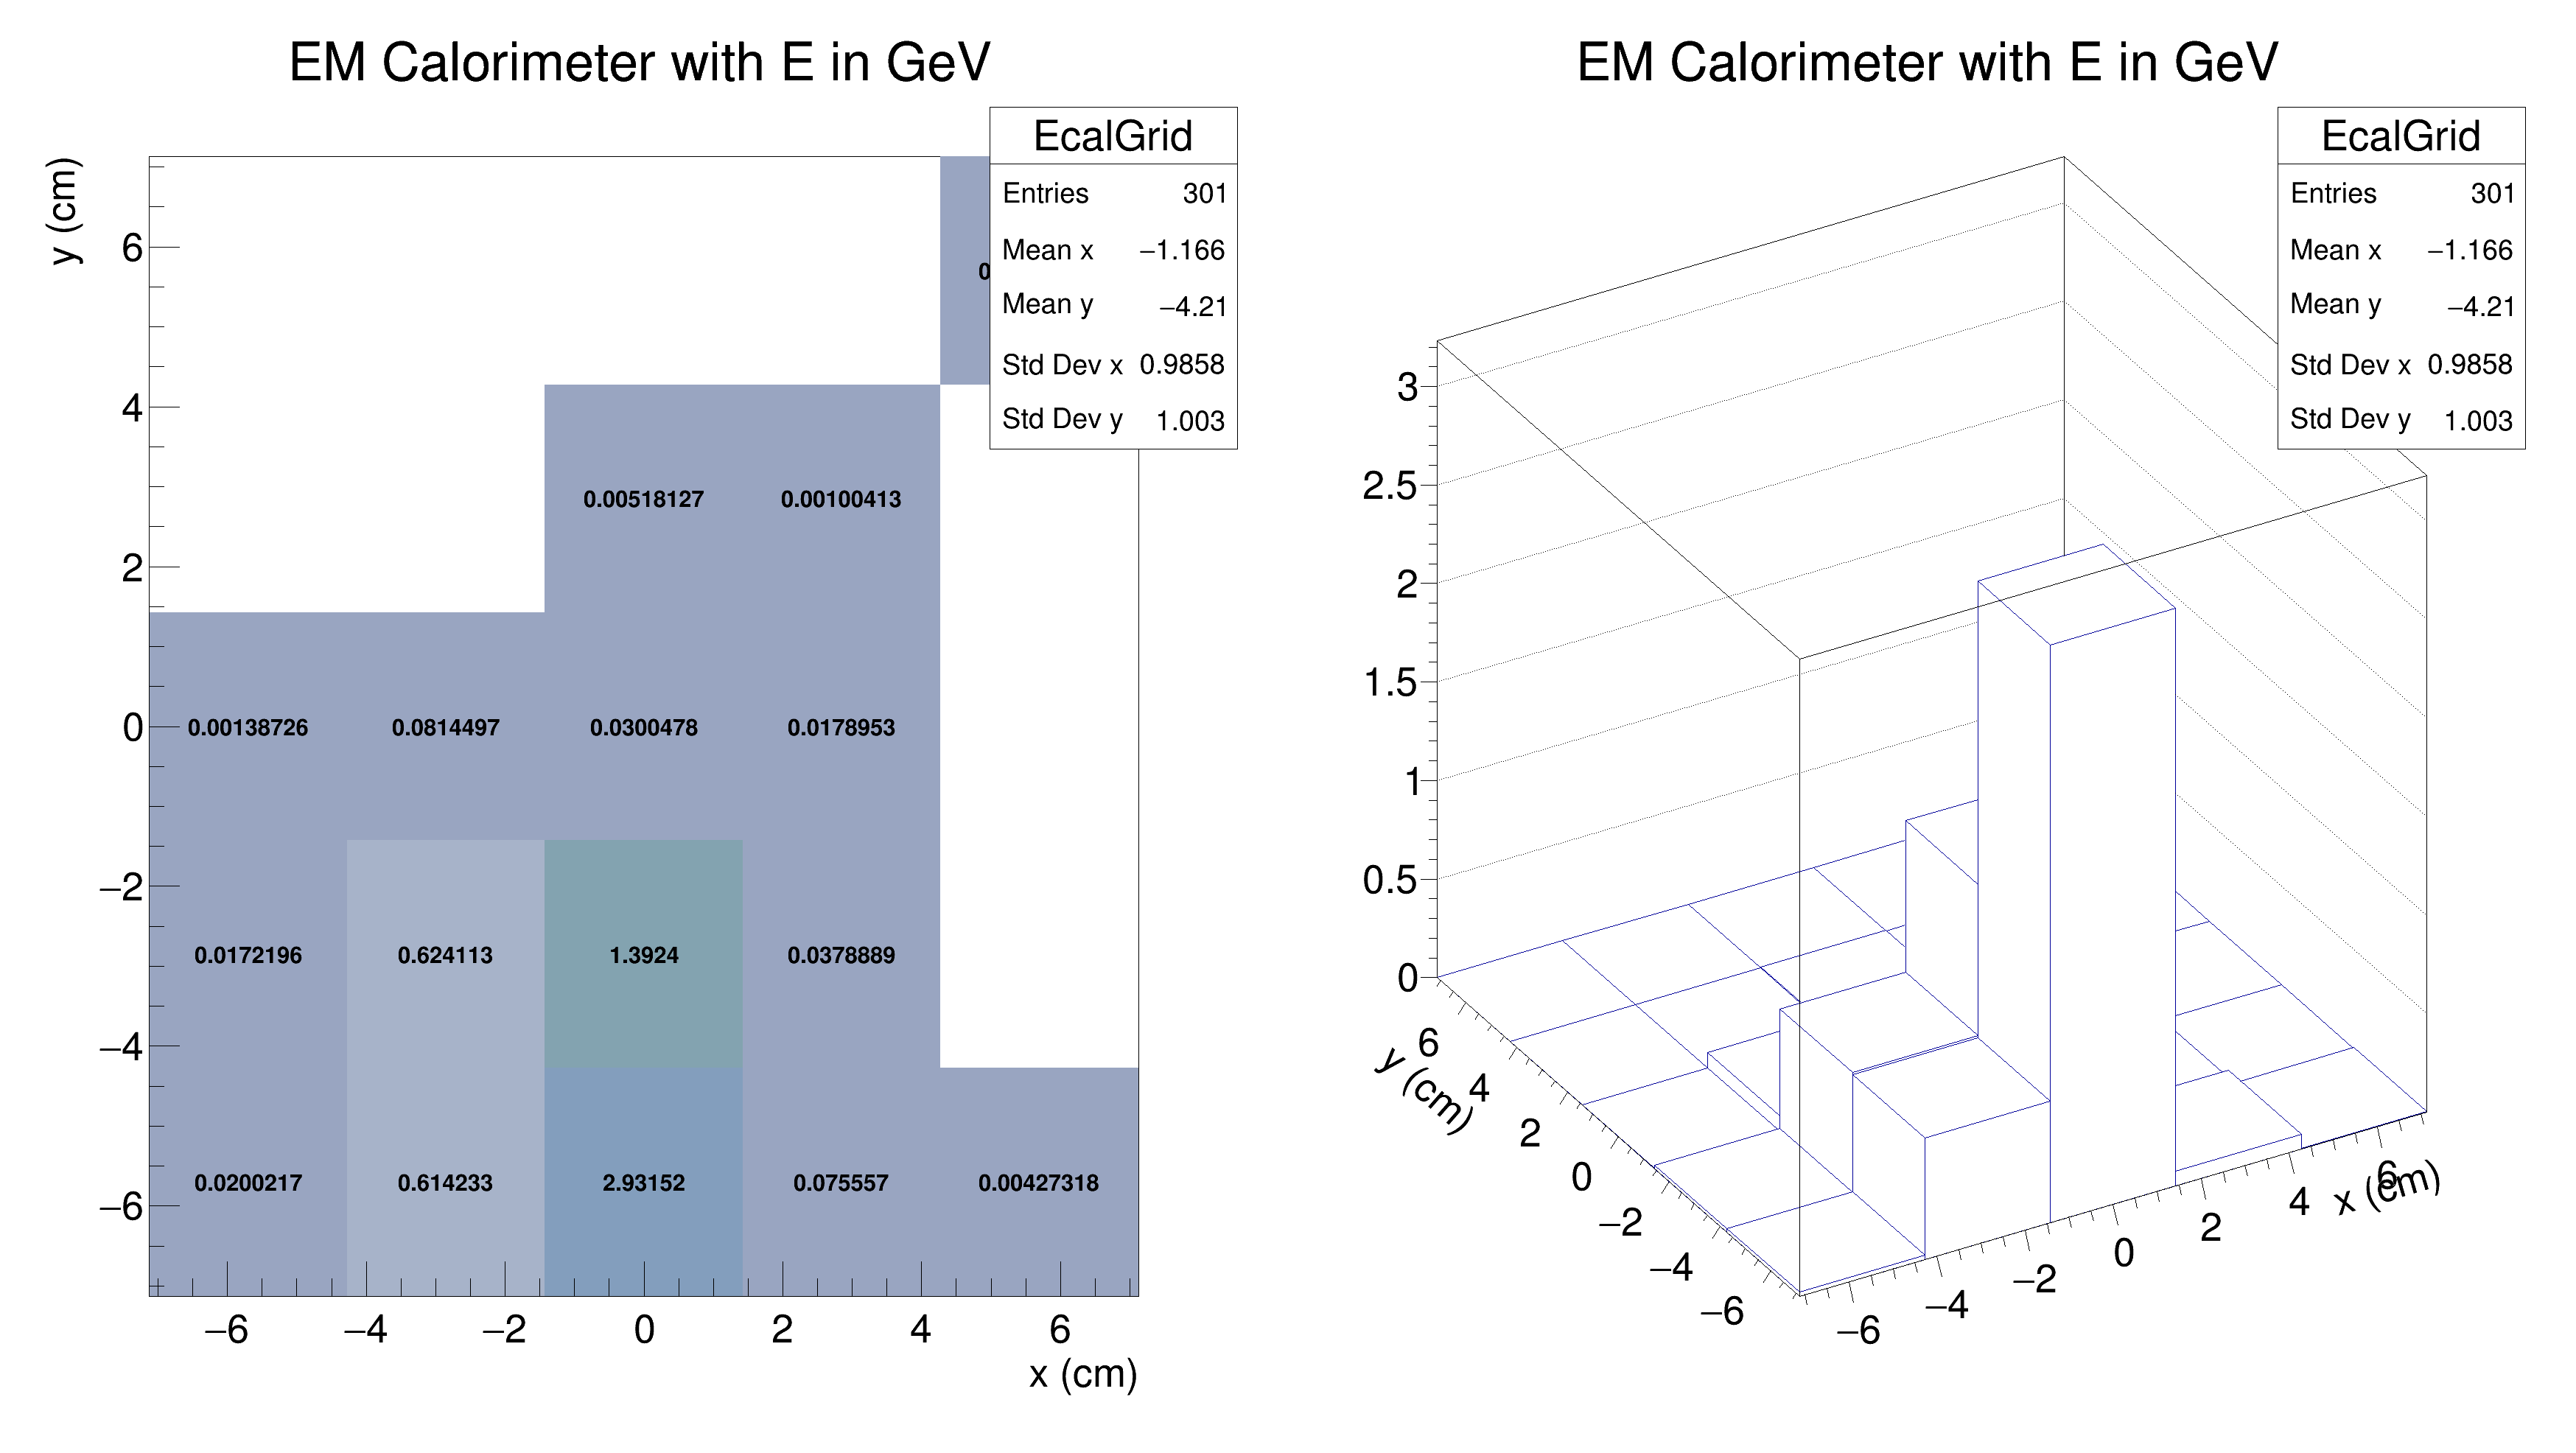 EM Calorimeter with E in GeV
EcalGrid
Entries 301
Mean x −1.166
Mean y −4.21
Std Dev x 0.9858
Std Dev y 1.003
y (cm)
6
4
2
0
−2
−4
−6
0.00518127 0.00100413
0.00138726 0.0814497 0.0300478 0.0178953
0.0172196 0.624113 1.3924 0.0378889
0.0200217 0.614233 2.93152 0.075557 0.00427318
−6 −4 −2 0 2 4 6
x (cm)
EM Calorimeter with E in GeV
EcalGrid
Entries 301
Mean x −1.166
Mean y −4.21
Std Dev x 0.9858
Std Dev y 1.003
3
2.5
2
1.5
1
0.5
0
6
4
2
0
−2
−4
−6
y (cm)
−6 −4 −2 0 2 4 6
x (cm)